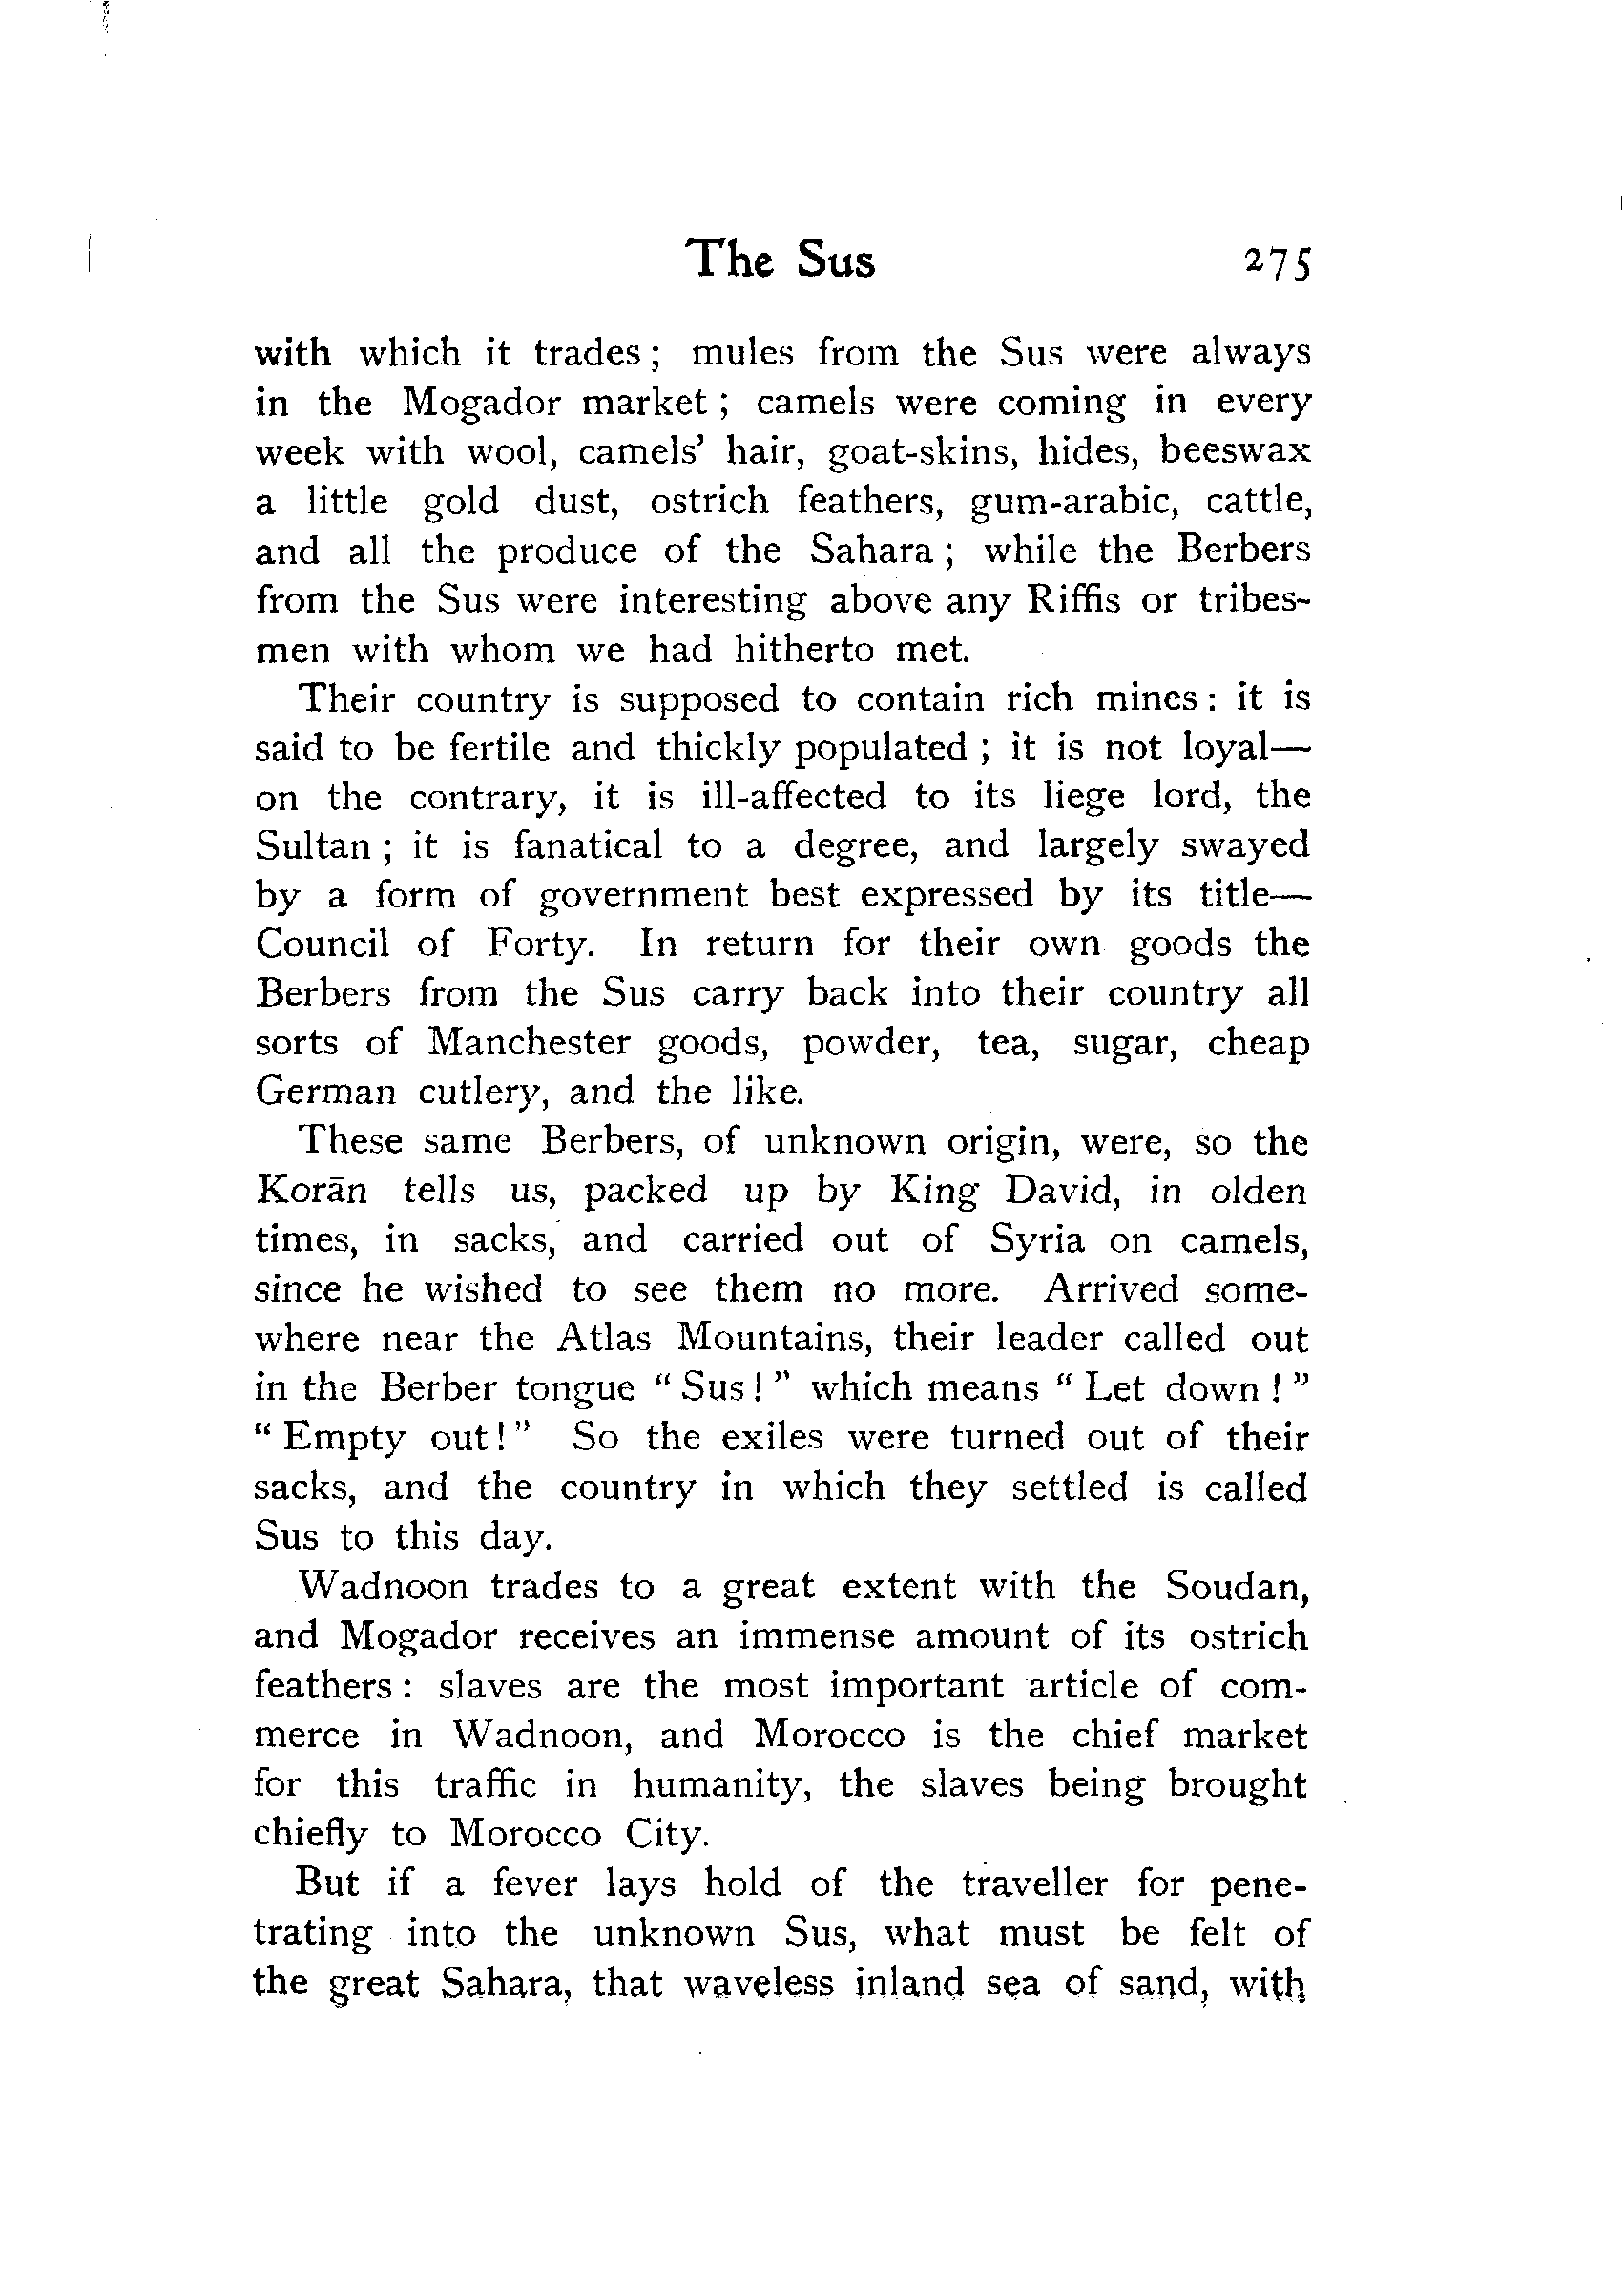 The Sus 275
with which it trades; mules from the Sus were always
in the Mogador market; camels were coming in every
week with wool, camels' hair, goat-skins, hides, beeswax
a little gold dust, ostrich feathers, gum-arabic, cattle,
and all the produce of the Sahara; while the Berbers
from the Sus were interesting above any Riffis or tribes-
men with whom we had hitherto met.
Their country is supposed to contain rich mines: it is
said to be fertile and thickly populated; it is not loyal—
on the contrary, it is ill-affected to its liege lord, the
Sultan; it is fanatical to a degree, and largely swayed
by a form of government best expressed by its title—
Council of Forty. In return for their own goods the
Berbers from the Sus carry back into their country all
sorts of Manchester goods, powder, tea, sugar, cheap
German cutlery, and the like.
These same Berbers, of unknown origin, were, so the
Korān tells us, packed up by King David, in olden
times, in sacks, and carried out of Syria on camels,
since he wished to see them no more. Arrived some-
where near the Atlas Mountains, their leader called out
in the Berber tongue "Sus!" which means "Let down!"
"Empty out!" So the exiles were turned out of their
sacks, and the country in which they settled is called
Sus to this day.
Wadnoon trades to a great extent with the Soudan,
and Mogador receives an immense amount of its ostrich
feathers: slaves are the most important article of com-
merce in Wadnoon, and Morocco is the chief market
for this traffic in humanity, the slaves being brought
chiefly to Morocco City.
But if a fever lays hold of the traveller for pene-
trating into the unknown Sus, what must be felt of
the great Sahara, that waveless inland sea of sand, with